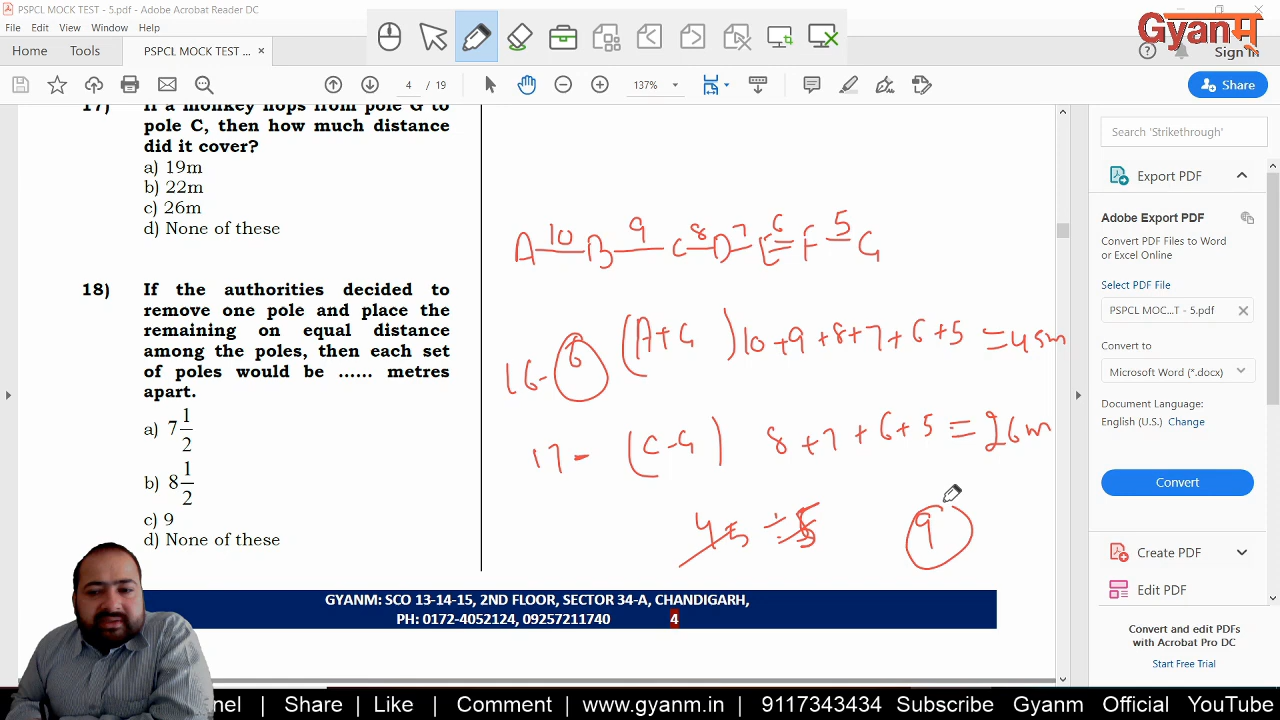 PSPCL MOCK TEST - 5.pdf - Adobe Acrobat Reader DC
File Edit View Window Help
Home Tools PSPCL MOCK TEST ... ×
Gyanम्
Sign In
4 / 19 137% Share
17) If a monkey hops from pole G to
pole C, then how much distance
did it cover?
a) 19m
b) 22m
c) 26m
d) None of these
18) If the authorities decided to
remove one pole and place the
remaining on equal distance
among the poles, then each set
of poles would be ...... metres
apart.
a) 7 1/2
b) 8 1/2
c) 9
d) None of these
A 10 B 9 C 8 D 7 E 6 F 5 G
16- 6 (A+G) 10+9+8+7+6+5 =45m
17- (C-G) 8+7+6+5 =26m
45 ÷ 5 9
GYANM: SCO 13-14-15, 2ND FLOOR, SECTOR 34-A, CHANDIGARH,
PH: 0172-4052124, 09257211740 4
Search 'Strikethrough'
Export PDF
Adobe Export PDF
Convert PDF Files to Word
or Excel Online
Select PDF File
PSPCL MOC...T - 5.pdf ×
Convert to
Microsoft Word (*.docx)
Document Language:
English (U.S.) Change
Convert
Create PDF
Edit PDF
Convert and edit PDFs
with Acrobat Pro DC
Start Free Trial
nel | Share | Like | Comment | www.gyanm.in | 9117343434 Subscribe Gyanm Official YouTube